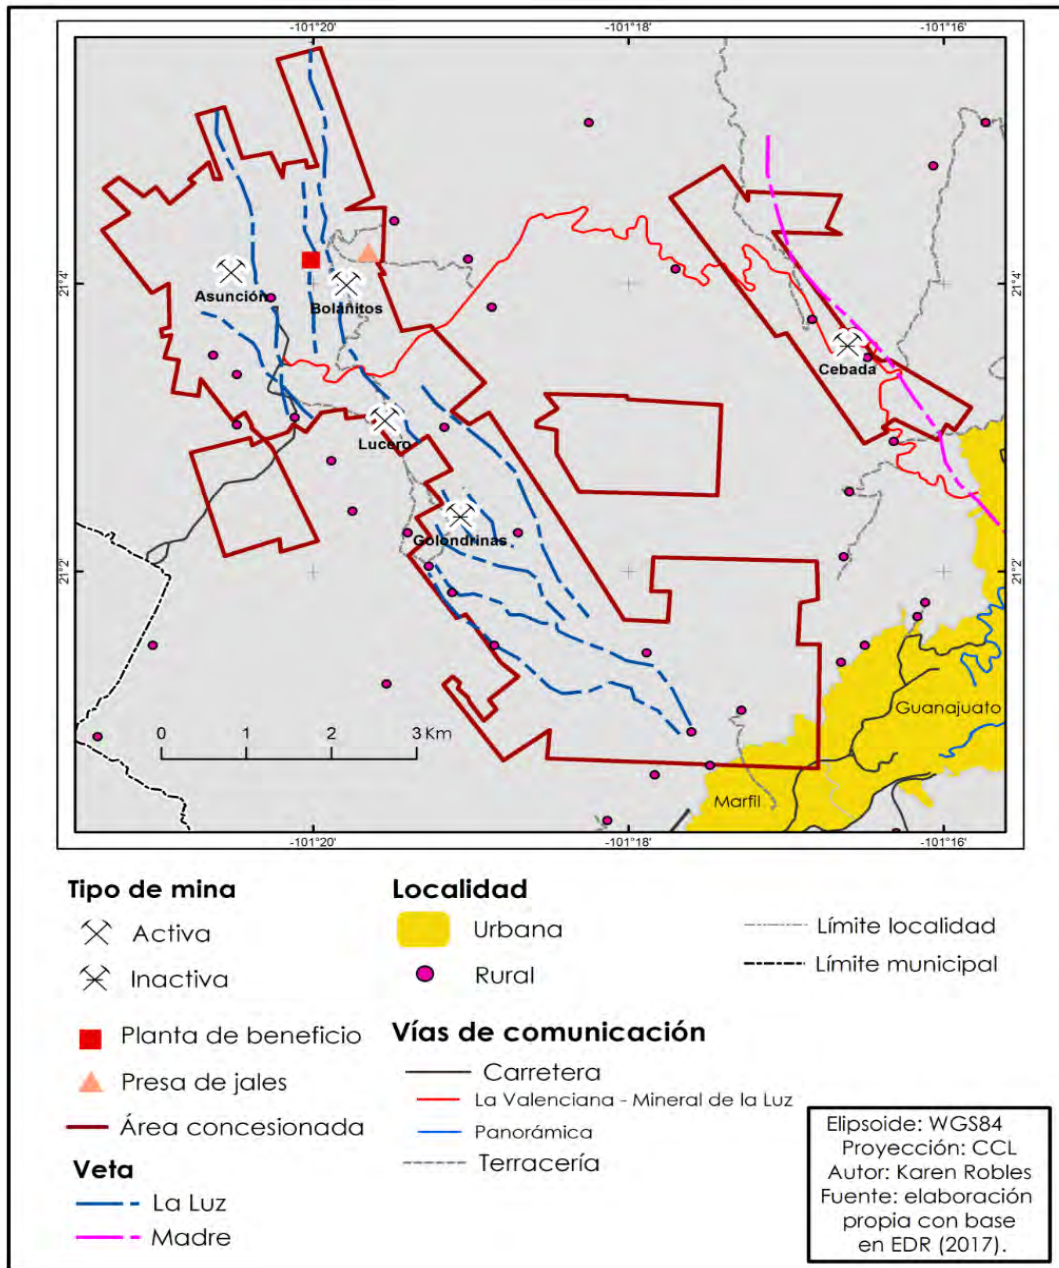 -101°20'
-101°18'
-101°16'
21°4'
21°4'
Asunción
Bolañitos
Cebada
Lucero
Golondrinas
21°2'
21°2'
0 1 2 3 Km
Guanajuato
Marfil
-101°20'
-101°18'
-101°16'
Tipo de mina
Activa
Inactiva
Planta de beneficio
Presa de jales
Área concesionada
Veta
La Luz
Madre
Localidad
Urbana
Rural
Límite localidad
Límite municipal
Vías de comunicación
Carretera
La Valenciana - Mineral de la Luz
Panorámica
Terracería
Elipsoide: WGS84
Proyección: CCL
Autor: Karen Robles
Fuente: elaboración
propia con base
en EDR (2017).